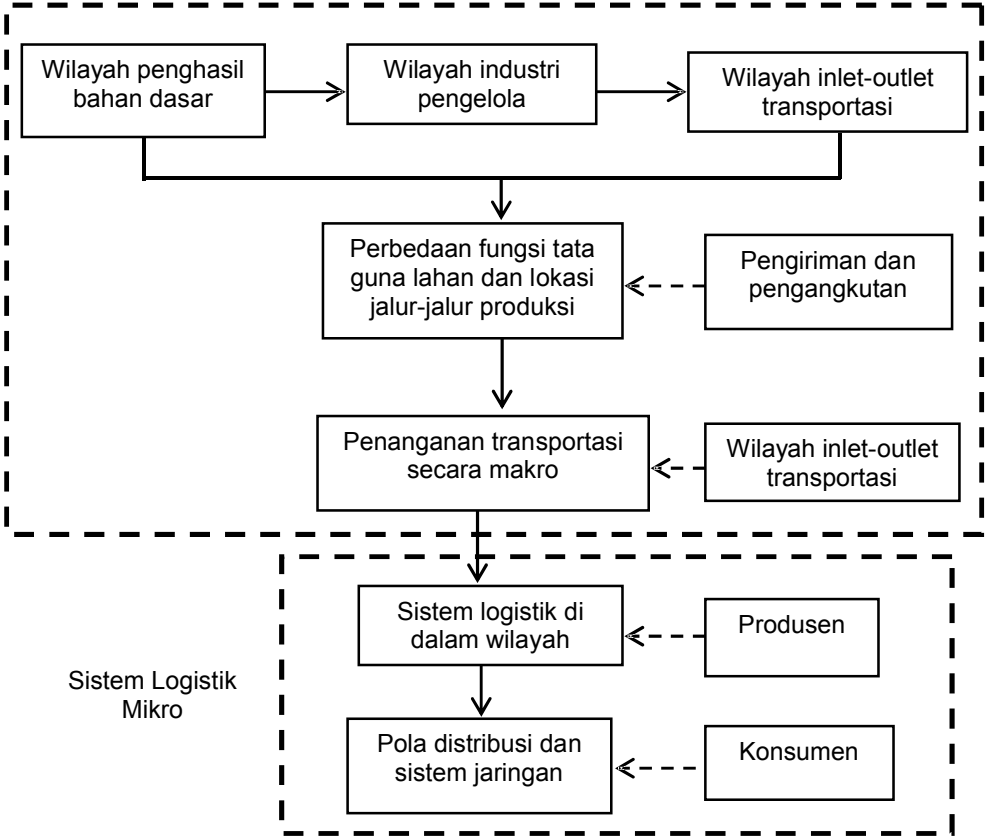 Wilayah penghasil
bahan dasar
Wilayah industri
pengelola
Wilayah inlet-outlet
transportasi
Perbedaan fungsi tata
guna lahan dan lokasi
jalur-jalur produksi
Pengiriman dan
pengangkutan
Penanganan transportasi
secara makro
Wilayah inlet-outlet
transportasi
Sistem logistik di
dalam wilayah
Produsen
Sistem Logistik
Mikro
Pola distribusi dan
sistem jaringan
Konsumen